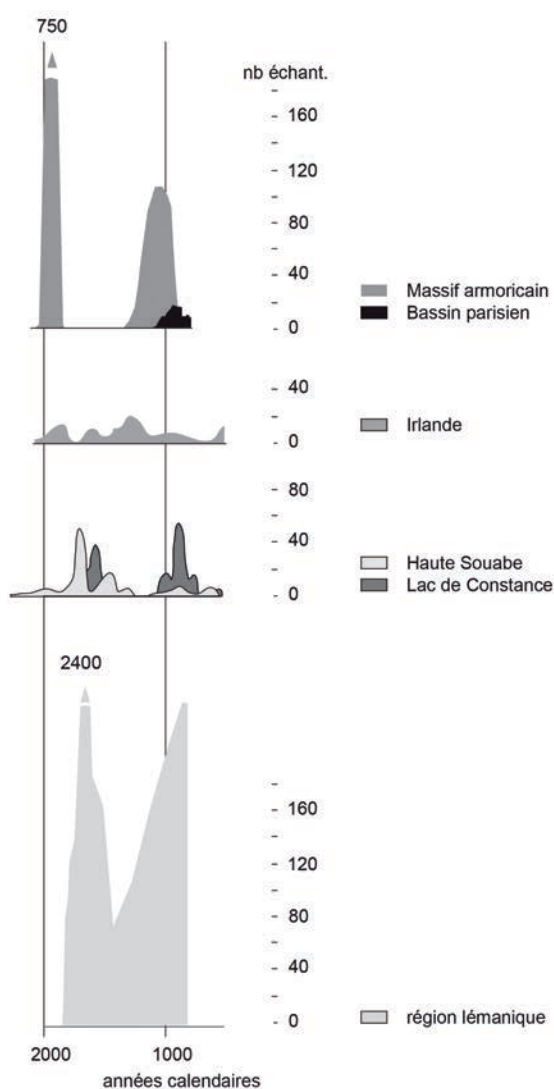 750
nb échant.
- 160
- 120
- 80
- 40
- 0
Massif armoricain
Bassin parisien
- 40
- 0
Irlande
- 80
- 40
- 0
Haute Souabe
Lac de Constance
2400
- 160
- 120
- 80
- 40
- 0
région lémanique
2000 1000
années calendaires